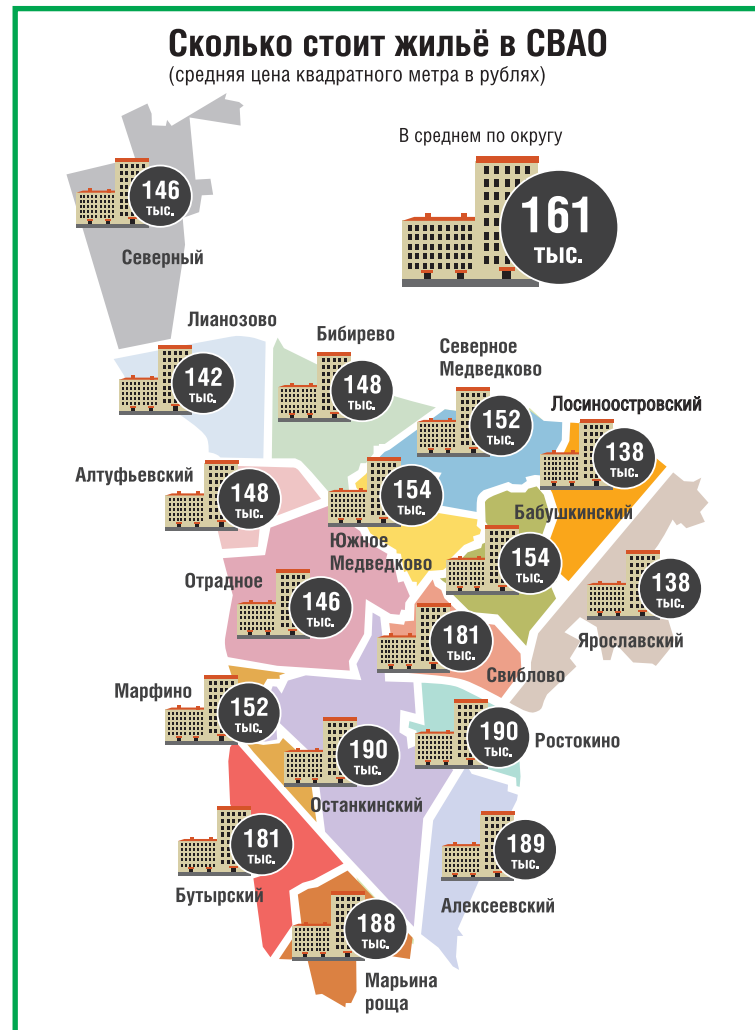 Сколько стоит жильё в СВАО
(средняя цена квадратного метра в рублях)
В среднем по округу
161
тыс.
146
тыс.
Северный
Лианозово
142
тыс.
Бибирево
148
тыс.
Северное
Медведково
152
тыс.
Лосиноостровский
138
тыс.
Алтуфьевский
148
тыс.
154
тыс.
Южное
Медведково
Бабушкинский
154
тыс.
Отрадное
146
тыс.
138
тыс.
Ярославский
181
тыс.
Свиблово
Марфино
152
тыс.
190
тыс.
Останкинский
190
тыс.
Ростокино
181
тыс.
Бутырский
189
тыс.
Алексеевский
188
тыс.
Марьина
роща